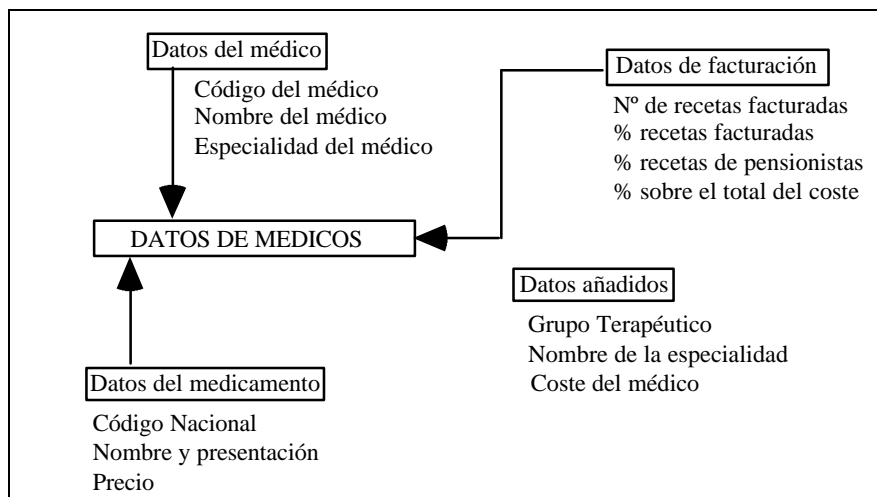 Datos del médico
Código del médico
Nombre del médico
Especialidad del médico
Datos de facturación
Nº de recetas facturadas
% recetas facturadas
% recetas de pensionistas
% sobre el total del coste
DATOS DE MEDICOS
Datos añadidos
Grupo Terapéutico
Nombre de la especialidad
Coste del médico
Datos del medicamento
Código Nacional
Nombre y presentación
Precio